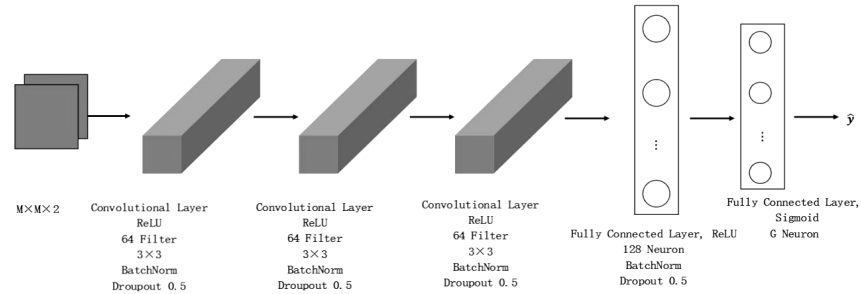 M×M×2
Convolutional Layer
ReLU
64 Filter
3×3
BatchNorm
Droupout 0.5
Convolutional Layer
ReLU
64 Filter
3×3
BatchNorm
Droupout 0.5
Convolutional Layer
ReLU
64 Filter
3×3
BatchNorm
Droupout 0.5
...
Fully Connected Layer, ReLU
128 Neuron
BatchNorm
Dropout 0.5
...
Fully Connected Layer,
Sigmoid
G Neuron
ŷ